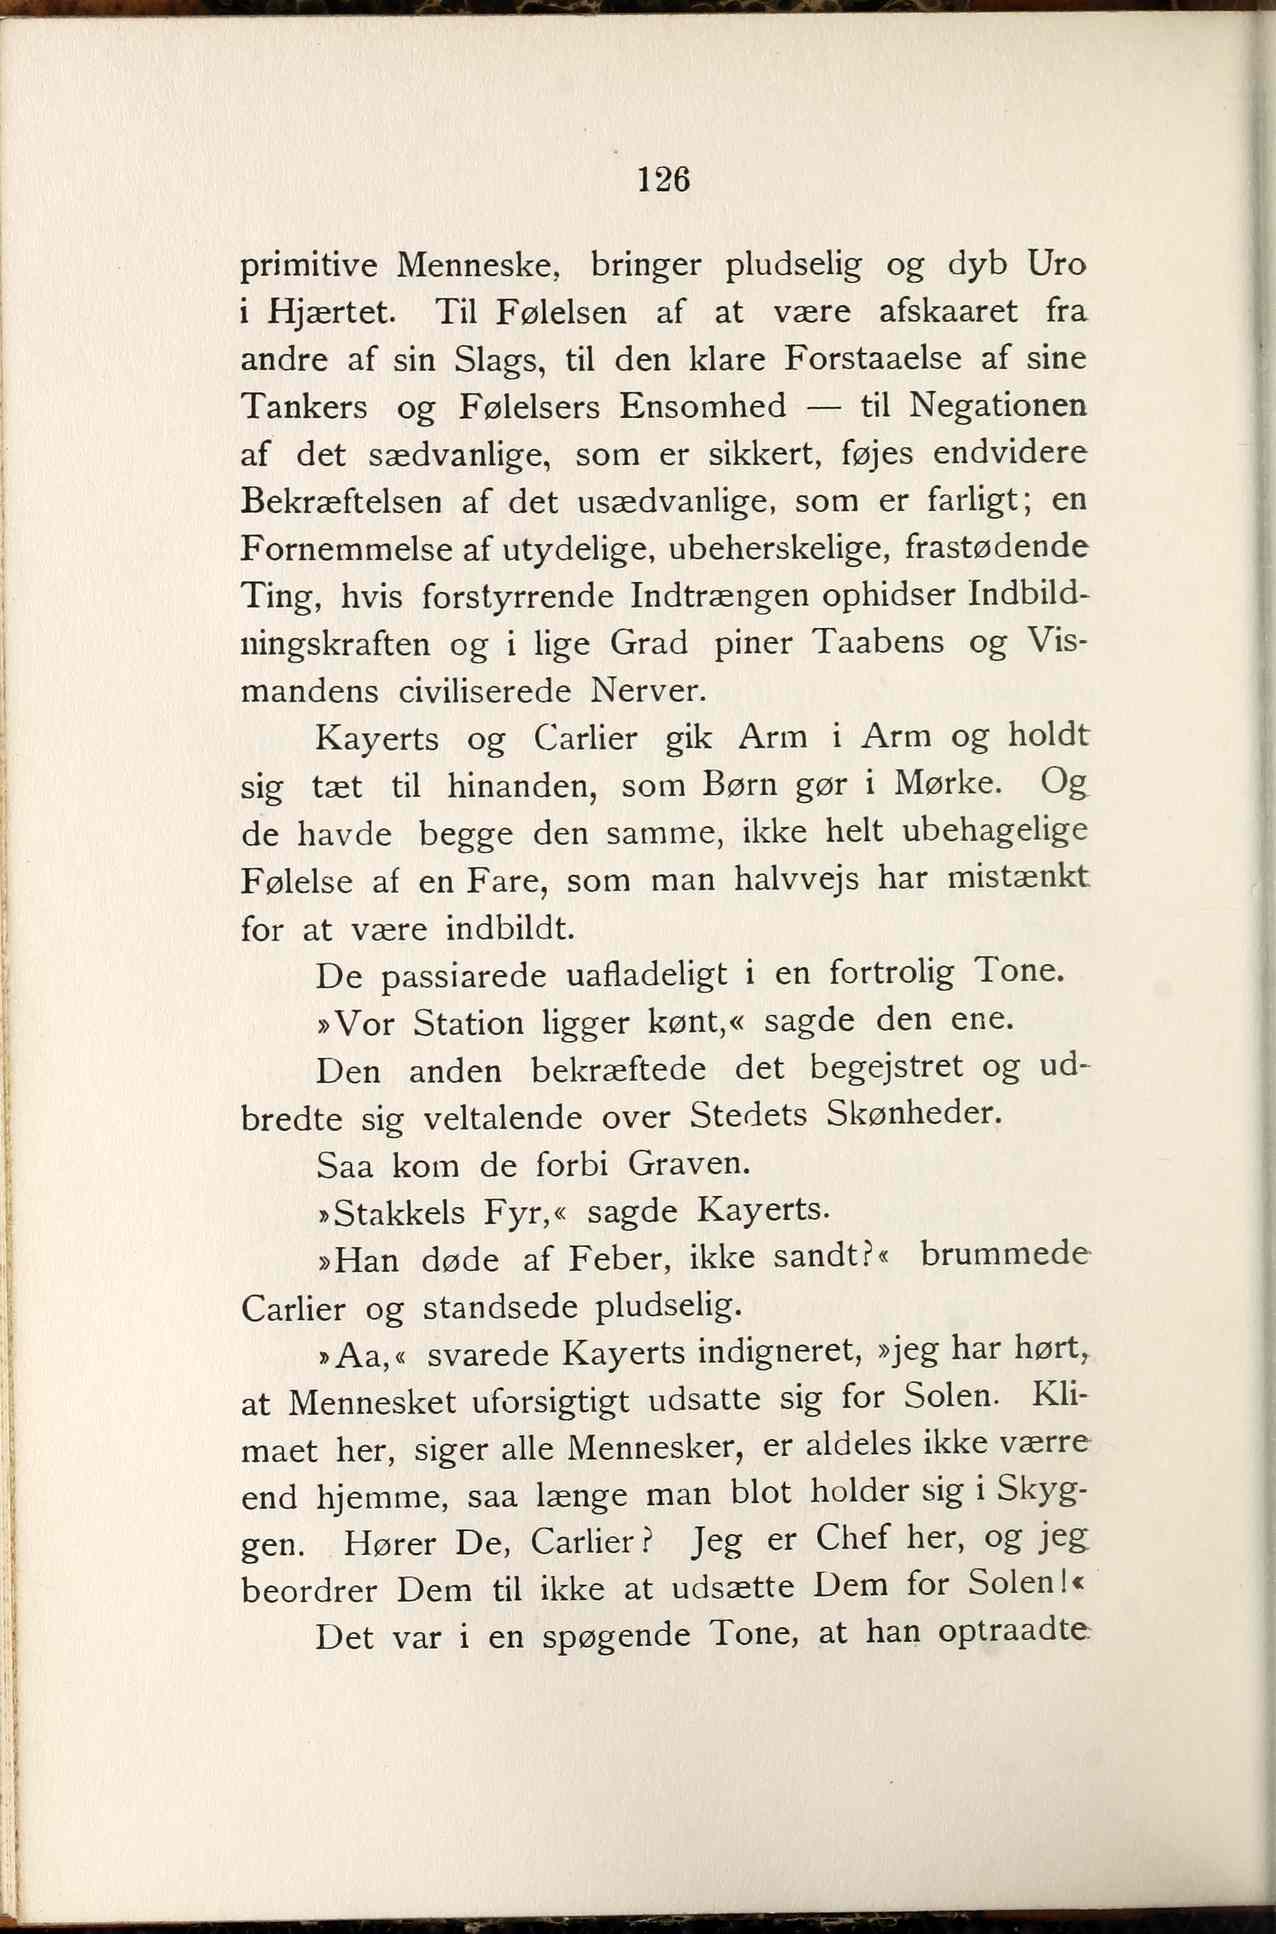 126
primitive Menneske, bringer pludselig og dyb Uro
i Hjærtet. Til Følelsen af at være afskaaret fra
andre af sin Slags, til den klare Forstaaelse af sine
Tankers og Følelsers Ensomhed — til Negationen
af det sædvanlige, som er sikkert, føjes endvidere
Bekræftelsen af det usædvanlige, som er farligt; en
Fornemmelse af utydelige, ubeherskelige, frastødende
Ting, hvis forstyrrende Indtrængen ophidser Indbild-
ningskraften og i lige Grad piner Taabens og Vis-
mandens civiliserede Nerver.
Kayerts og Carlier gik Arm i Arm og holdt
sig tæt til hinanden, som Børn gør i Mørke. Og
de havde begge den samme, ikke helt ubehagelige
Følelse af en Fare, som man halvvejs har mistænkt
for at være indbildt.
De passiarede uafladeligt i en fortrolig Tone.
»Vor Station ligger kønt,« sagde den ene.
Den anden bekræftede det begejstret og ud-
bredte sig veltalende over Stedets Skønheder.
Saa kom de forbi Graven.
»Stakkels Fyr,« sagde Kayerts.
»Han døde af Feber, ikke sandt?« brummede
Carlier og standsede pludselig.
»Aa,« svarede Kayerts indigneret, »jeg har hørt,
at Mennesket uforsigtigt udsatte sig for Solen. Kli-
maet her, siger alle Mennesker, er aldeles ikke værre
end hjemme, saa længe man blot holder sig i Skyg-
gen. Hører De, Carlier? Jeg er Chef her, og jeg
beordrer Dem til ikke at udsætte Dem for Solen!«
Det var i en spøgende Tone, at han optraadte